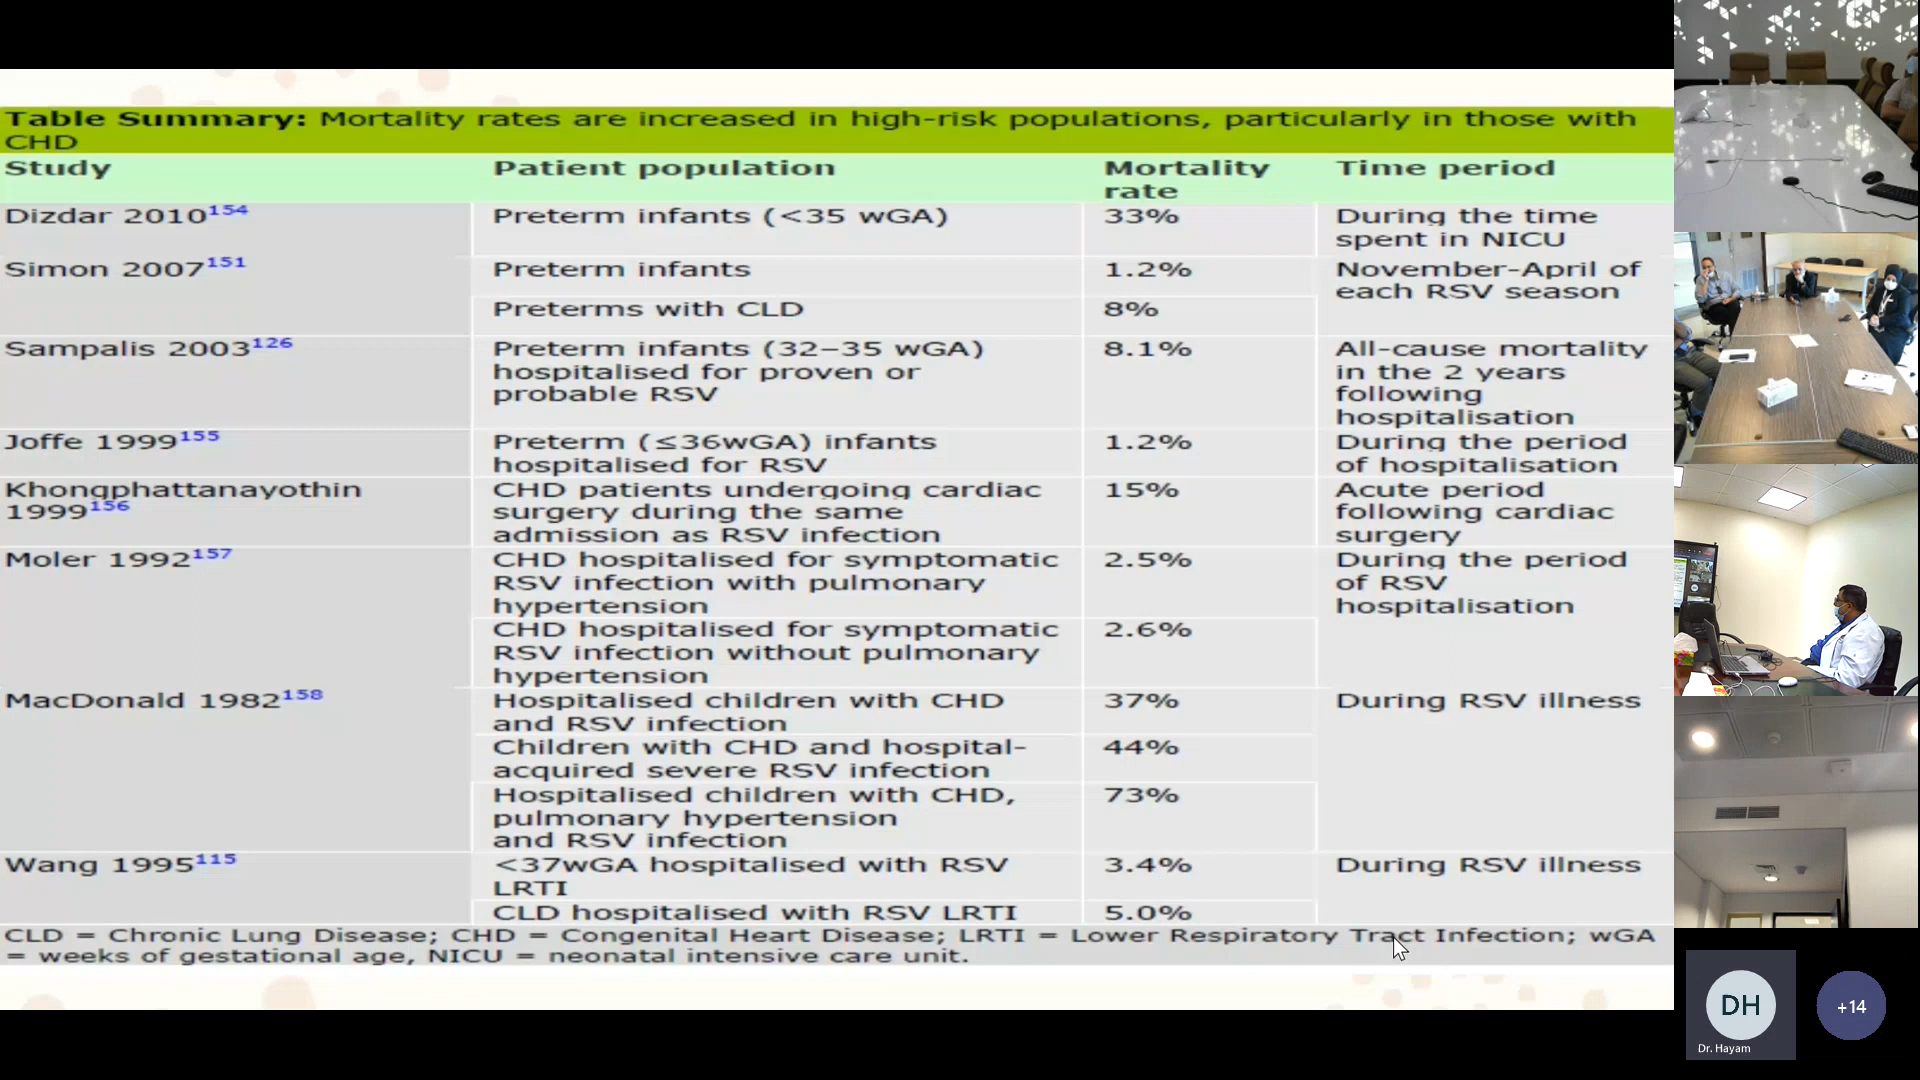 Table Summary: Mortality rates are increased in high-risk populations, particularly in those with
CHD
Study Patient population Mortality rate Time period
Dizdar 2010154 Preterm infants (<35 wGA) 33% During the time
spent in NICU
Simon 2007151 Preterm infants 1.2% November-April of
each RSV season
Preterms with CLD 8%
Sampalis 2003126 Preterm infants (32–35 wGA) 8.1% All-cause mortality
hospitalised for proven or in the 2 years
probable RSV following
hospitalisation
Joffe 1999155 Preterm (≤36wGA) infants 1.2% During the period
hospitalised for RSV of hospitalisation
Khongphattanayothin CHD patients undergoing cardiac 15% Acute period
1999156 surgery during the same following cardiac
admission as RSV infection surgery
Moler 1992157 CHD hospitalised for symptomatic 2.5% During the period
RSV infection with pulmonary of RSV
hypertension hospitalisation
CHD hospitalised for symptomatic 2.6%
RSV infection without pulmonary
hypertension
MacDonald 1982158 Hospitalised children with CHD 37% During RSV illness
and RSV infection
Children with CHD and hospital- 44%
acquired severe RSV infection
Hospitalised children with CHD, 73%
pulmonary hypertension
and RSV infection
Wang 1995115 <37wGA hospitalised with RSV 3.4% During RSV illness
LRTI
CLD hospitalised with RSV LRTI 5.0%
CLD = Chronic Lung Disease; CHD = Congenital Heart Disease; LRTI = Lower Respiratory Tract Infection; wGA
= weeks of gestational age, NICU = neonatal intensive care unit.
DH
Dr. Hayam
+14